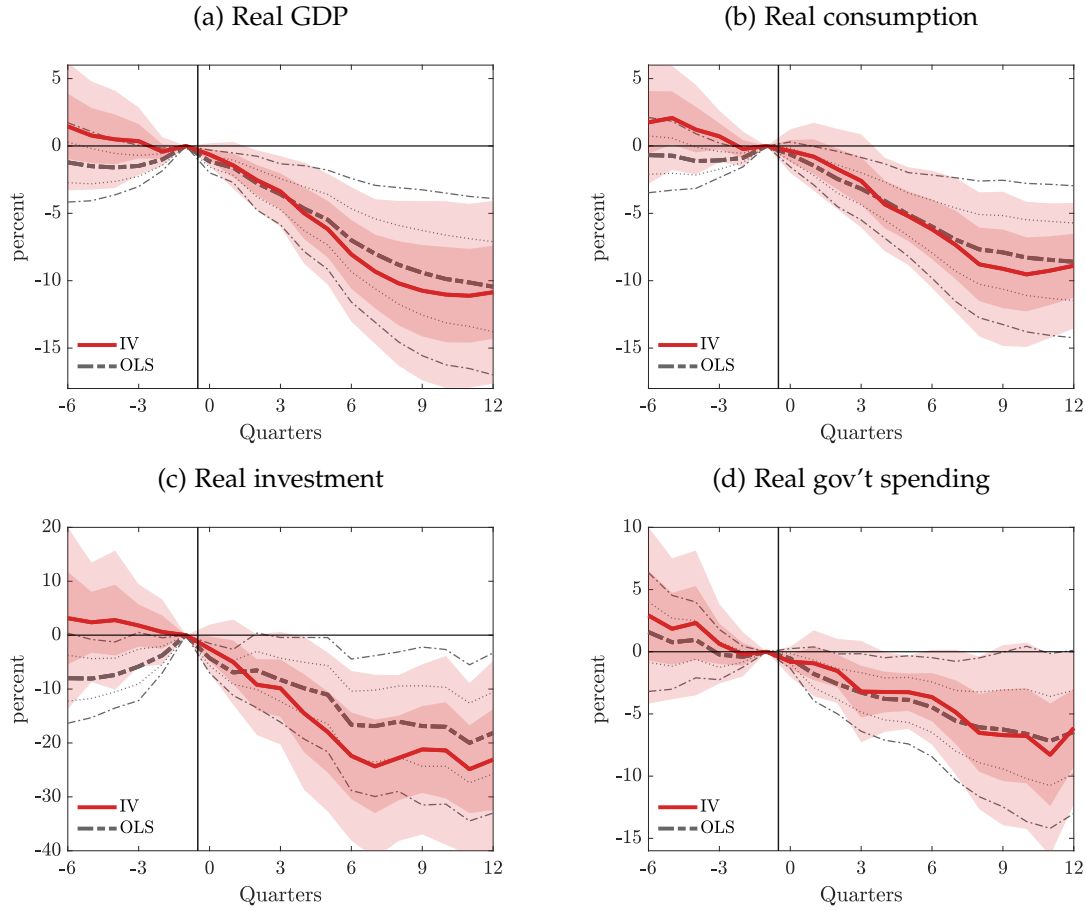 (a) Real GDP
5
0
-5
-10
-15
percent
IV
OLS
-6 -3 0 3 6 9 12
Quarters
(b) Real consumption
5
0
-5
-10
-15
percent
IV
OLS
-6 -3 0 3 6 9 12
Quarters
(c) Real investment
20
10
0
-10
-20
-30
-40
percent
IV
OLS
-6 -3 0 3 6 9 12
Quarters
(d) Real gov't spending
10
5
0
-5
-10
-15
percent
IV
OLS
-6 -3 0 3 6 9 12
Quarters